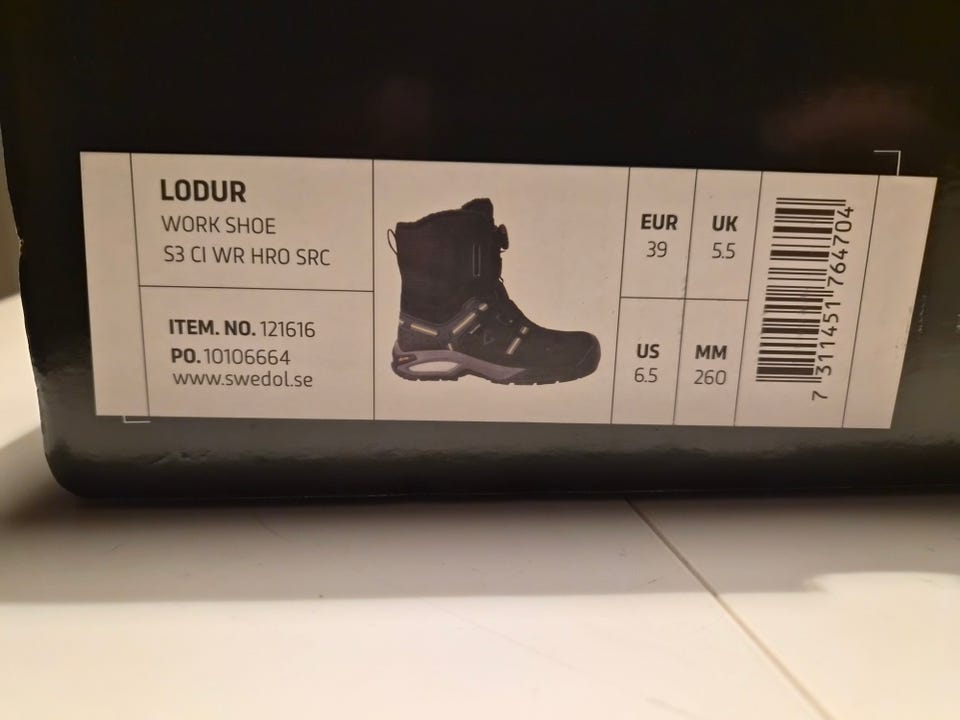 LODUR
WORK SHOE
S3 CI WR HRO SRC
ITEM. NO. 121616
PO. 10106664
www.swedol.se
EUR
39
UK
5.5
US
6.5
MM
260
7 311451 764704